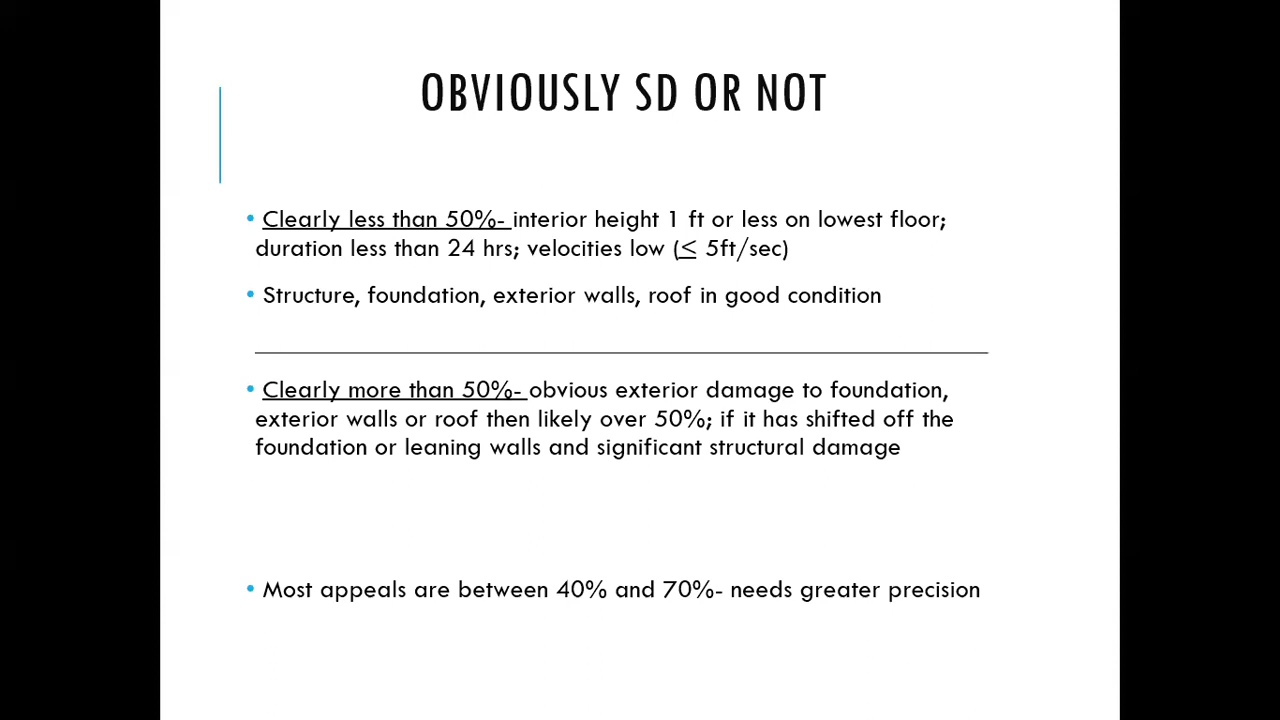 OBVIOUSLY SD OR NOT
• Clearly less than 50%- interior height 1 ft or less on lowest floor;
duration less than 24 hrs; velocities low (≤ 5ft/sec)
• Structure, foundation, exterior walls, roof in good condition
• Clearly more than 50%- obvious exterior damage to foundation,
exterior walls or roof then likely over 50%; if it has shifted off the
foundation or leaning walls and significant structural damage
• Most appeals are between 40% and 70%- needs greater precision